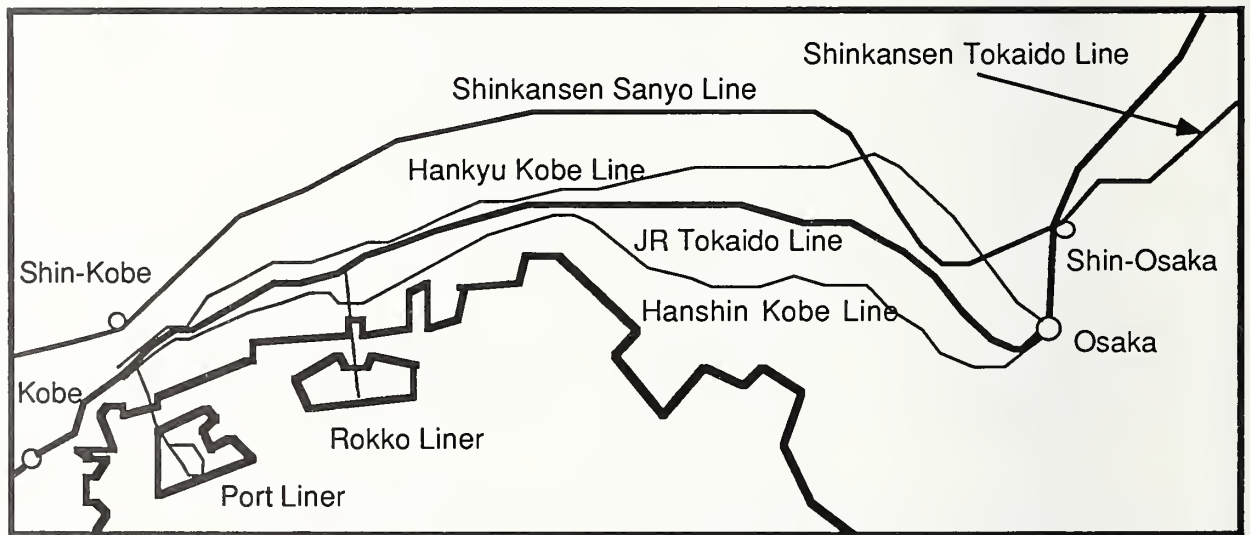 Shinkansen Tokaido Line
Shinkansen Sanyo Line
Hankyu Kobe Line
JR Tokaido Line
Shin-Kobe
Shin-Osaka
Hanshin Kobe Line
Osaka
Kobe
Rokko Liner
Port Liner